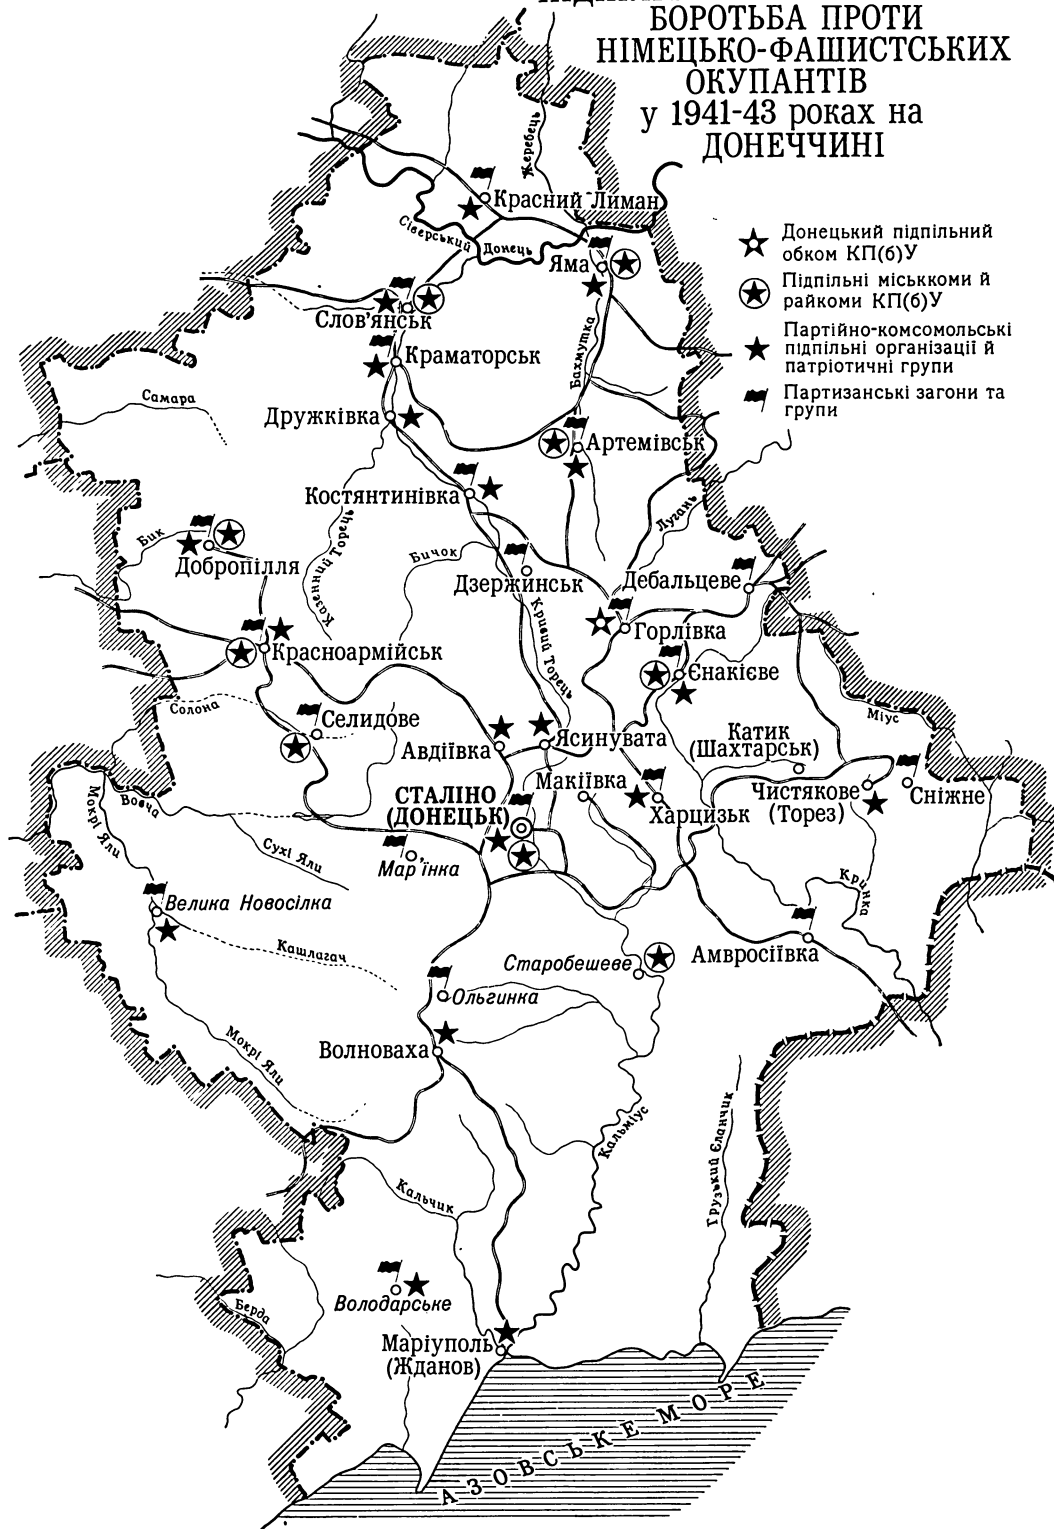 БОРОТЬБА ПРОТИ
НІМЕЦЬКО-ФАШИСТСЬКИХ
ОКУПАНТІВ
у 1941-43 роках на
ДОНЕЧЧИНІ
Донецький підпільний
обком КП(б)У
Підпільні міськкоми й
райкоми КП(б)У
Партійно-комсомольські
підпільні організації й
патріотичні групи
Партизанські загони та
групи
Жеребець
Красний Лиман
Сіверський Донець
Яма
Слов'янськ
Краматорськ
Бахмутка
Самара
Дружківка
Артемівськ
Костянтинівка
Лугань
Бик
Добропілля
Казенний Торець
Бичок
Дзержинськ
Дебальцеве
Кривий Торець
Горлівка
Красноармійськ
Єнакієве
Солона
Селидове
Міус
Авдіївка
Ясинувата
Катик
(Шахтарськ)
Макіївка
Вовча
Мокрі Яли
СТАЛІНО
(ДОНЕЦЬК)
Харцизьк
Чистякове
(Торез)
Сніжне
Сухі Яли
Мар'їнка
Кринка
Велика Новосілка
Кашлагач
Старобешеве
Амвросіївка
Ольгинка
Мокрі Яли
Волноваха
Кальміус
Грузький Єланчик
Кальчик
Володарське
Берда
Маріуполь
(Жданов)
АЗОВСЬКЕ МОРЕ